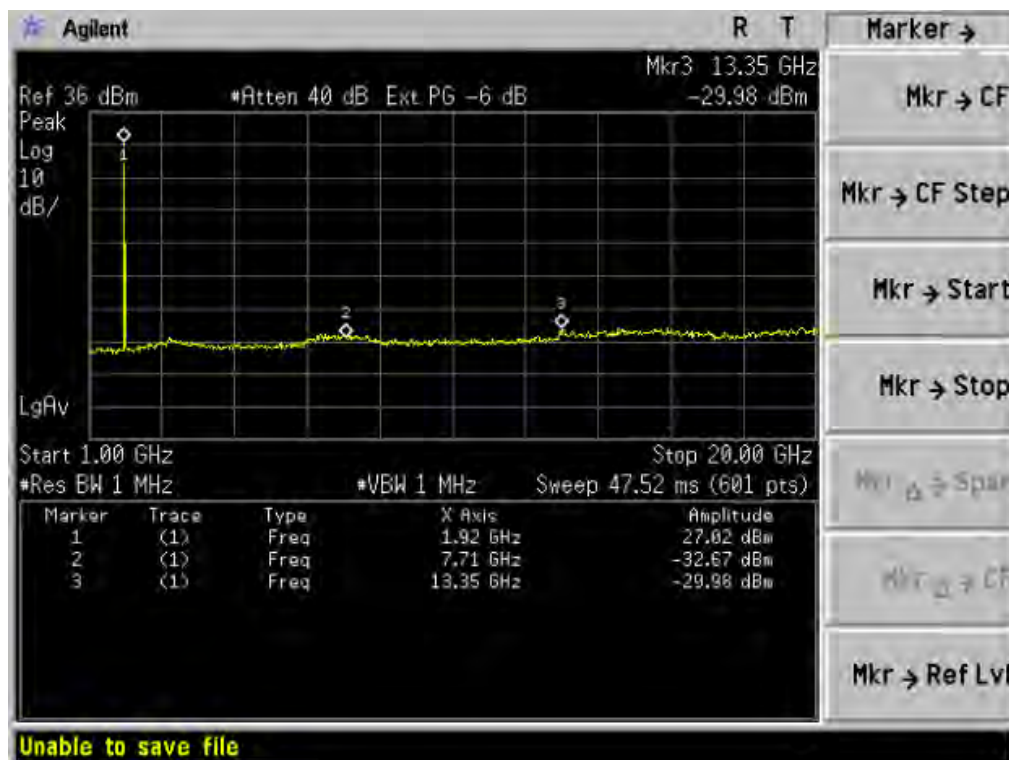 Agilent R T Marker →
Mkr3 13.35 GHz
Ref 36 dBm #Atten 40 dB Ext PG -6 dB -29.98 dBm
Peak
Log
10
dB/
1
2
3
LgAv
Start 1.00 GHz Stop 20.00 GHz
#Res BW 1 MHz #VBW 1 MHz Sweep 47.52 ms (601 pts)
Marker Trace Type X Axis Amplitude
1 (1) Freq 1.92 GHz 27.02 dBm
2 (1) Freq 7.71 GHz -32.67 dBm
3 (1) Freq 13.35 GHz -29.98 dBm
Mkr → CF
Mkr → CF Step
Mkr → Start
Mkr → Stop
Mkr Δ → Span
Mkr Δ → CF
Mkr → Ref Lvl
Unable to save file